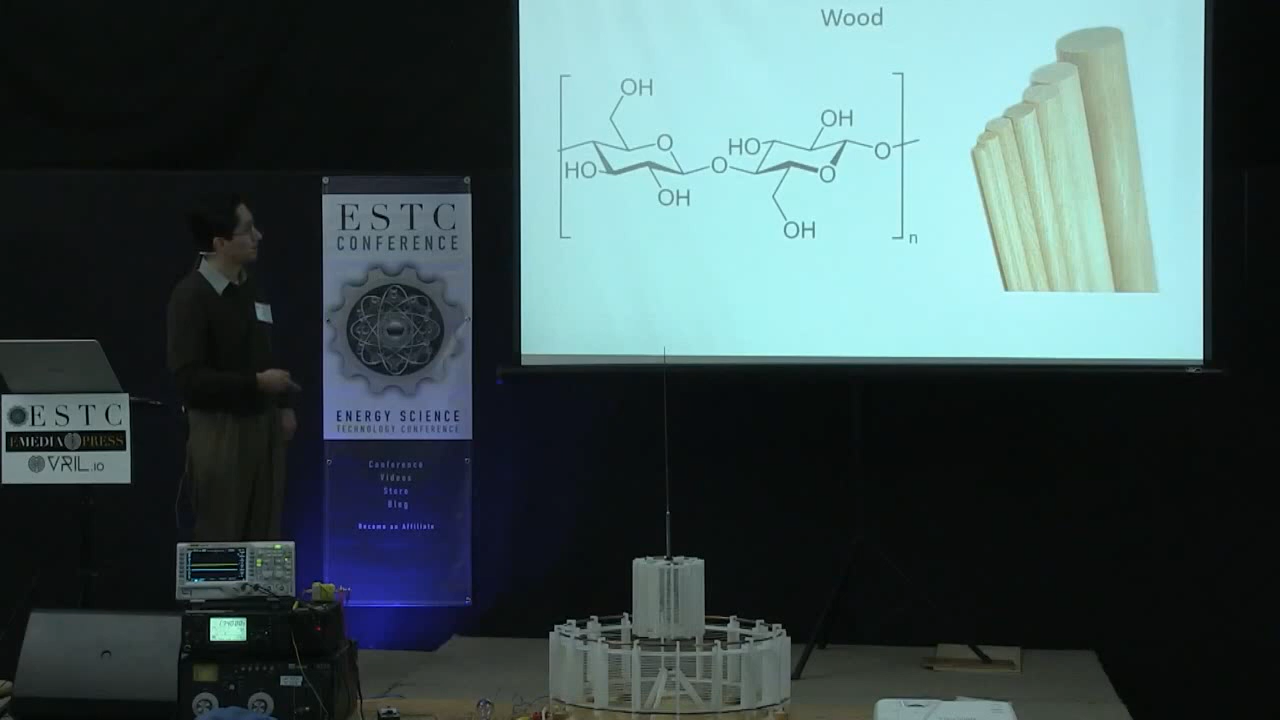 Wood
OH
O
HO
OH
O
HO
OH
O
OH
O
n
ESTC
CONFERENCE
ENERGY SCIENCE
TECHNOLOGY CONFERENCE
Conference
Videos
Store
Blog
Become an Affiliate
ESTC
EMEDIA PRESS
VRIL.IO